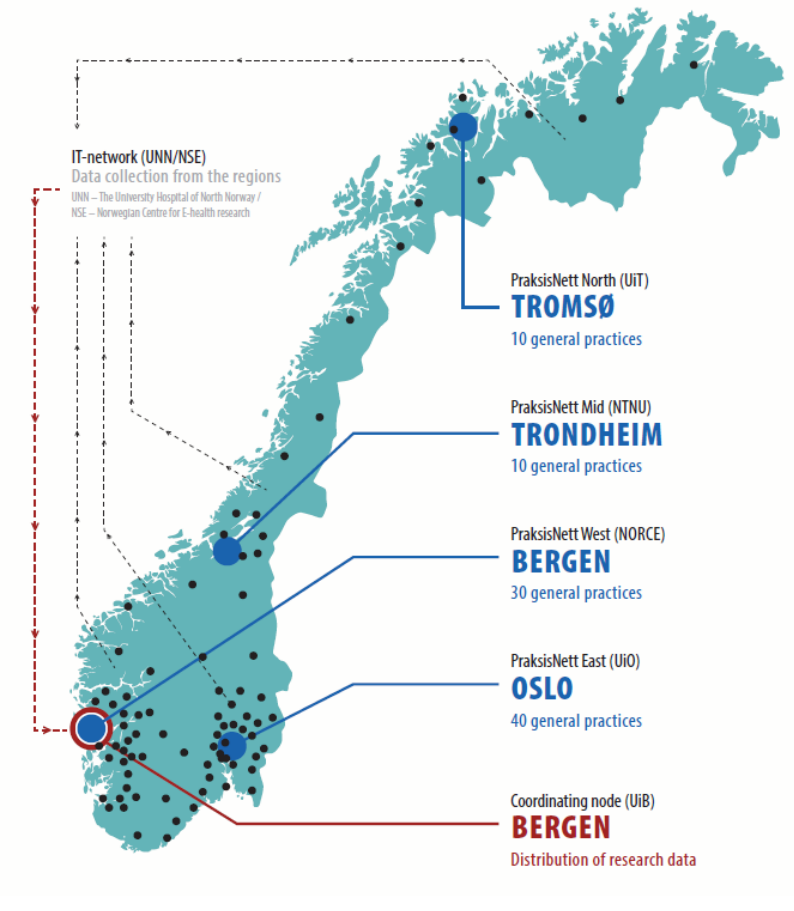 IT-network (UNN/NSE)
Data collection from the regions
UNN – The University Hospital of North Norway /
NSE – Norwegian Centre for E-health research
PraksisNett North (UiT)
TROMSØ
10 general practices
PraksisNett Mid (NTNU)
TRONDHEIM
10 general practices
PraksisNett West (NORCE)
BERGEN
30 general practices
PraksisNett East (UiO)
OSLO
40 general practices
Coordinating node (UiB)
BERGEN
Distribution of research data